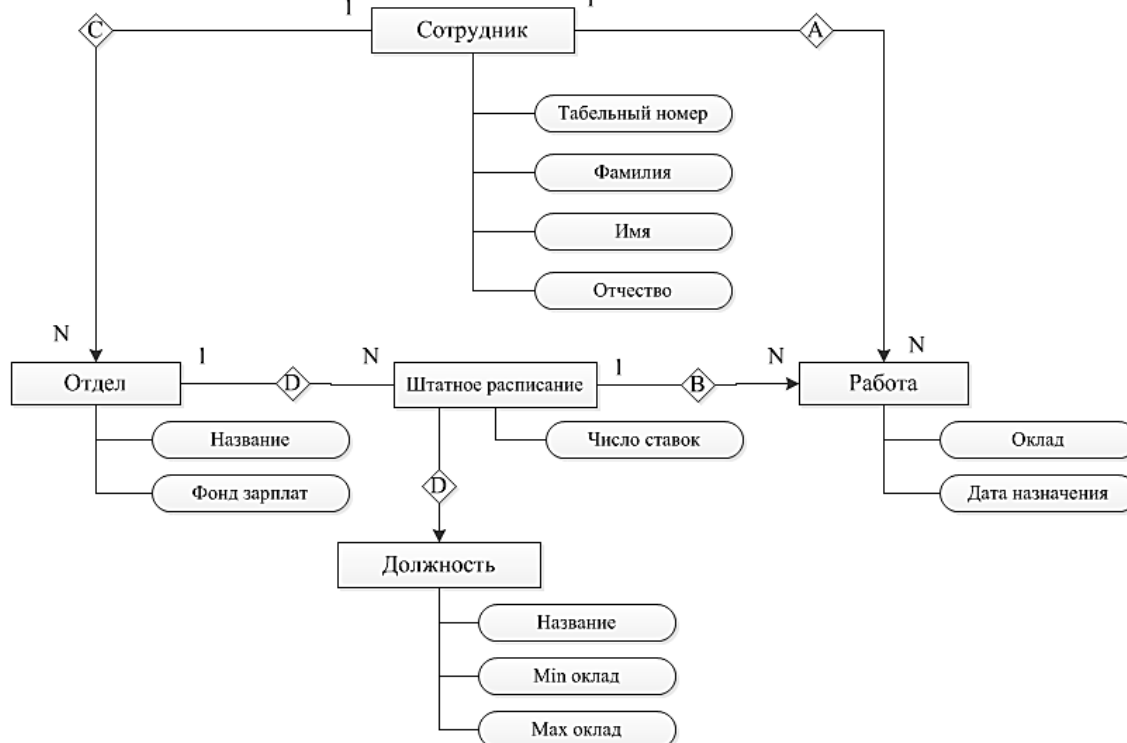 1
1
C
Сотрудник
A
Табельный номер
Фамилия
Имя
Отчество
N
1
N
1
N
N
Отдел
D
Штатное расписание
B
Работа
Название
Число ставок
Оклад
Фонд зарплат
D
Дата назначения
Должность
Название
Min оклад
Max оклад